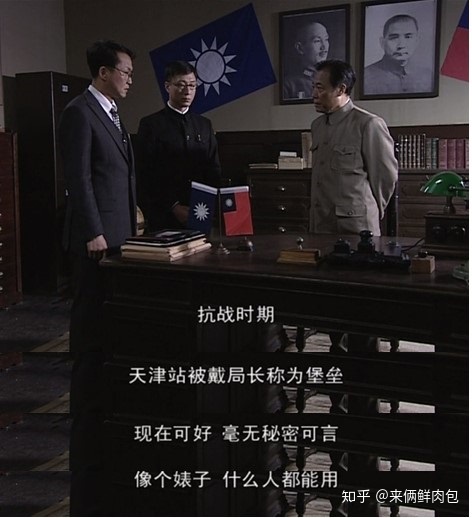 抗战时期
天津站被戴局长称为堡垒
现在可好 毫无秘密可言
像个婊子 什么人都能用
知乎 @来俩鲜肉包